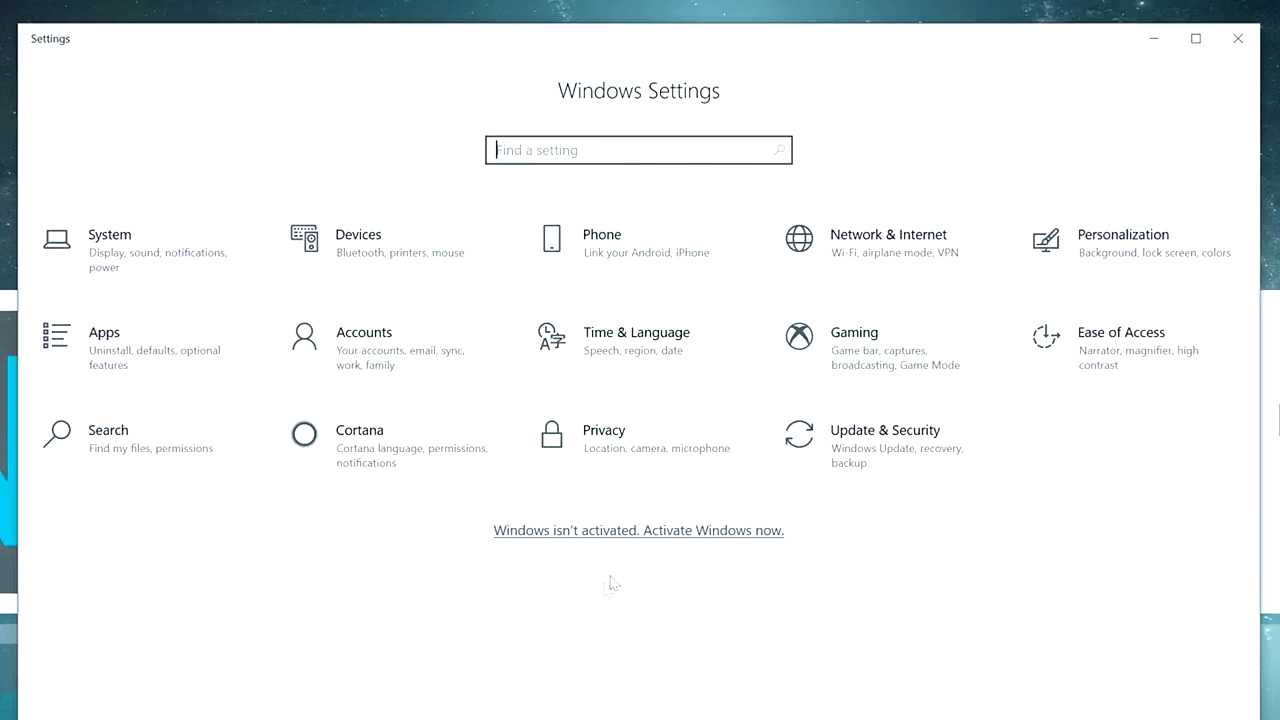 Settings
Windows Settings
Find a setting
System
Display, sound, notifications,
power
Devices
Bluetooth, printers, mouse
Phone
Link your Android, iPhone
Network & Internet
Wi-Fi, airplane mode, VPN
Personalization
Background, lock screen, colors
Apps
Uninstall, defaults, optional
features
Accounts
Your accounts, email, sync,
work, family
Time & Language
Speech, region, date
Gaming
Game bar, captures,
broadcasting, Game Mode
Ease of Access
Narrator, magnifier, high
contrast
Search
Find my files, permissions
Cortana
Cortana language, permissions,
notifications
Privacy
Location, camera, microphone
Update & Security
Windows Update, recovery,
backup
Windows isn't activated. Activate Windows now.